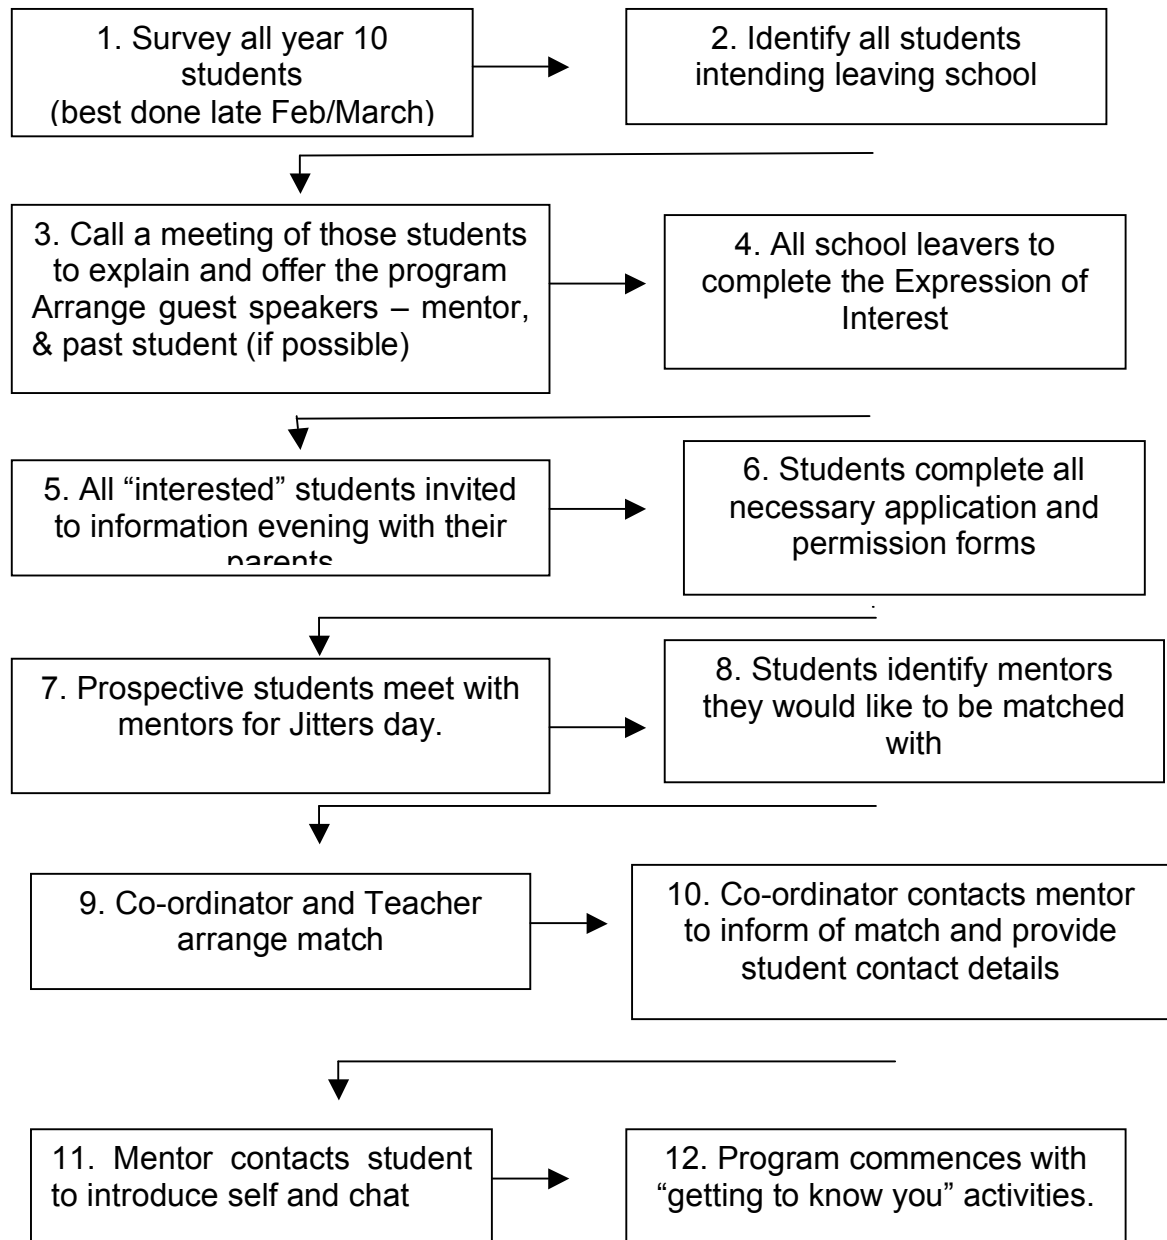 1. Survey all year 10
students
(best done late Feb/March)
2. Identify all students
intending leaving school
3. Call a meeting of those students
to explain and offer the program
Arrange guest speakers – mentor,
& past student (if possible)
4. All school leavers to
complete the Expression of
Interest
5. All “interested” students invited
to information evening with their
parents
6. Students complete all
necessary application and
permission forms
7. Prospective students meet with
mentors for Jitters day.
8. Students identify mentors
they would like to be matched
with
9. Co-ordinator and Teacher
arrange match
10. Co-ordinator contacts mentor
to inform of match and provide
student contact details
11. Mentor contacts student
to introduce self and chat
12. Program commences with
“getting to know you” activities.